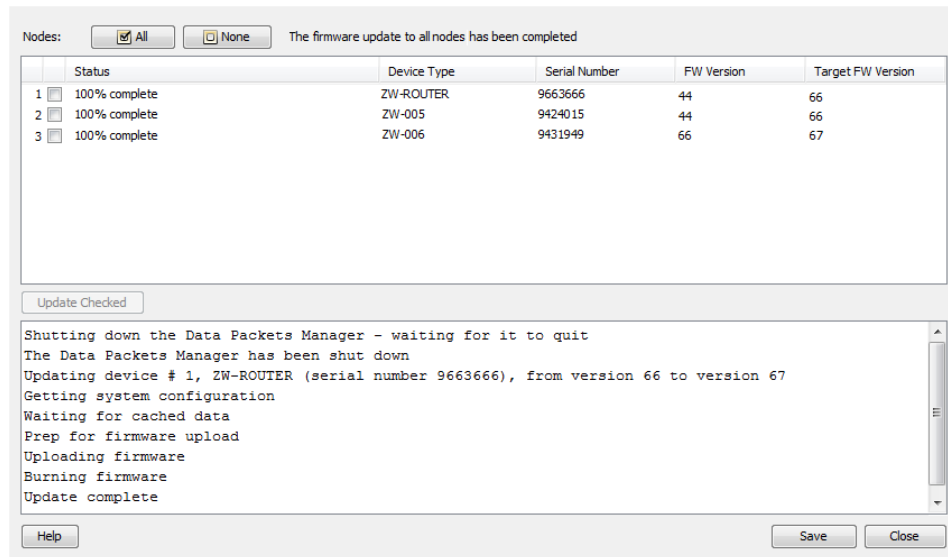 Nodes: All None The firmware update to all nodes has been completed
Status Device Type Serial Number FW Version Target FW Version
1 100% complete ZW-ROUTER 9663666 44 66
2 100% complete ZW-005 9424015 44 66
3 100% complete ZW-006 9431949 66 67
Update Checked
Shutting down the Data Packets Manager - waiting for it to quit
The Data Packets Manager has been shut down
Updating device # 1, ZW-ROUTER (serial number 9663666), from version 66 to version 67
Getting system configuration
Waiting for cached data
Prep for firmware upload
Uploading firmware
Burning firmware
Update complete
Help Save Close